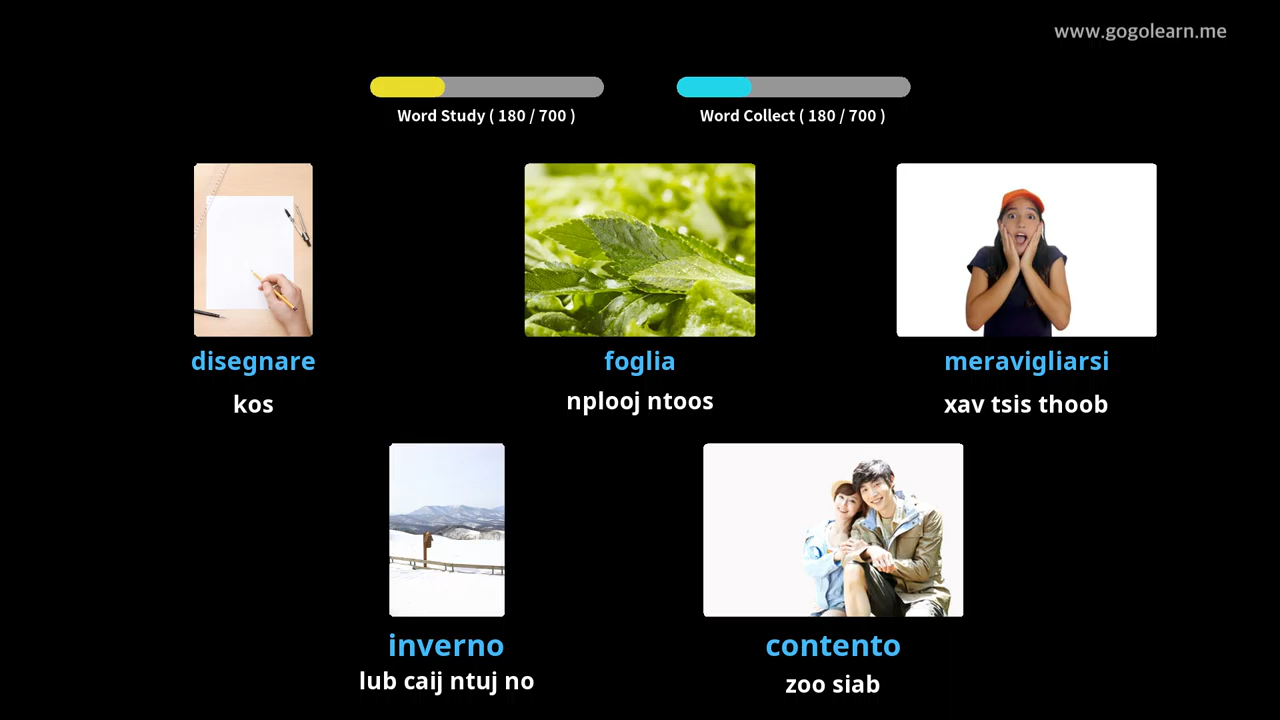 www.gogolearn.me
Word Study ( 180 / 700 )
Word Collect ( 180 / 700 )
disegnare
kos
foglia
nplooj ntoos
meravigliarsi
xav tsis thoob
inverno
lub caij ntuj no
contento
zoo siab